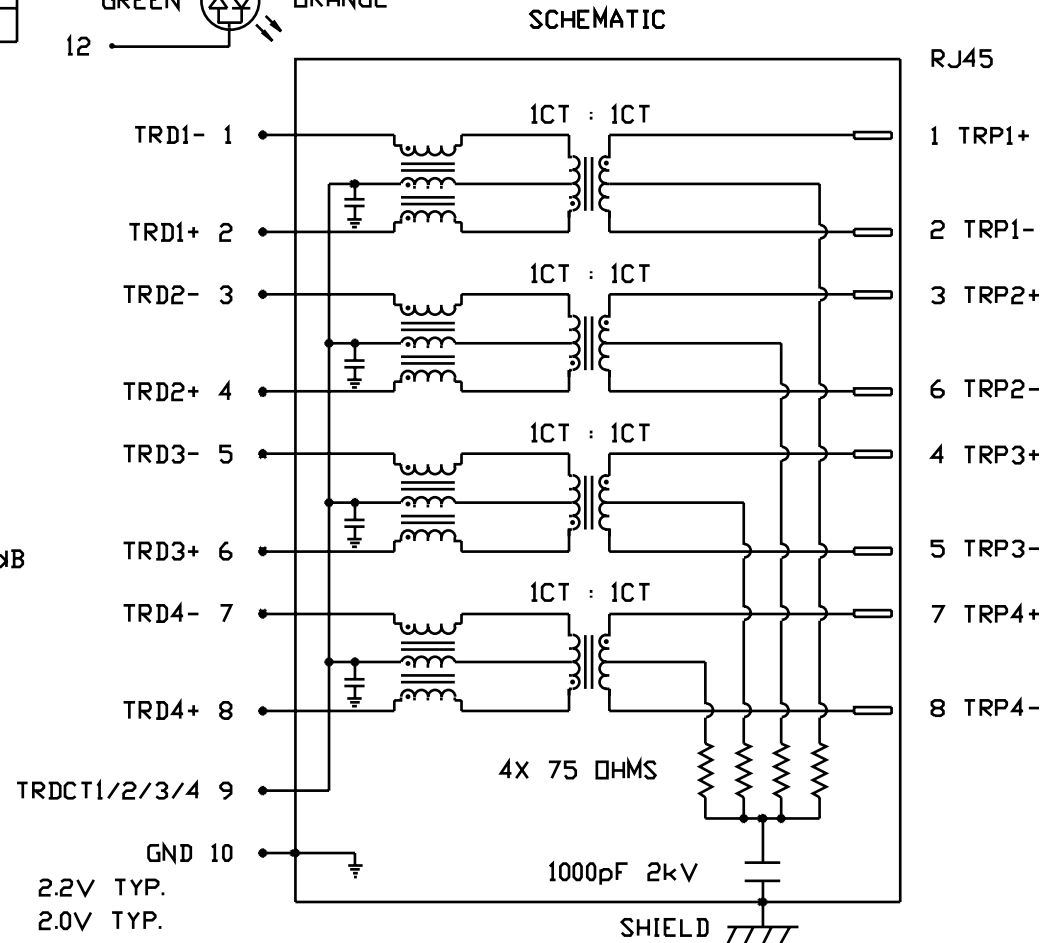 GREEN ORANGE
12
SCHEMATIC
RJ45
1CT : 1CT
TRD1- 1
1 TRP1+
TRD1+ 2
2 TRP1-
1CT : 1CT
TRD2- 3
3 TRP2+
TRD2+ 4
6 TRP2-
1CT : 1CT
TRD3- 5
4 TRP3+
dB
TRD3+ 6
5 TRP3-
1CT : 1CT
TRD4- 7
7 TRP4+
TRD4+ 8
8 TRP4-
4X 75 OHMS
TRDCT1/2/3/4 9
GND 10
1000pF 2kV
2.2V TYP.
2.0V TYP.
SHIELD